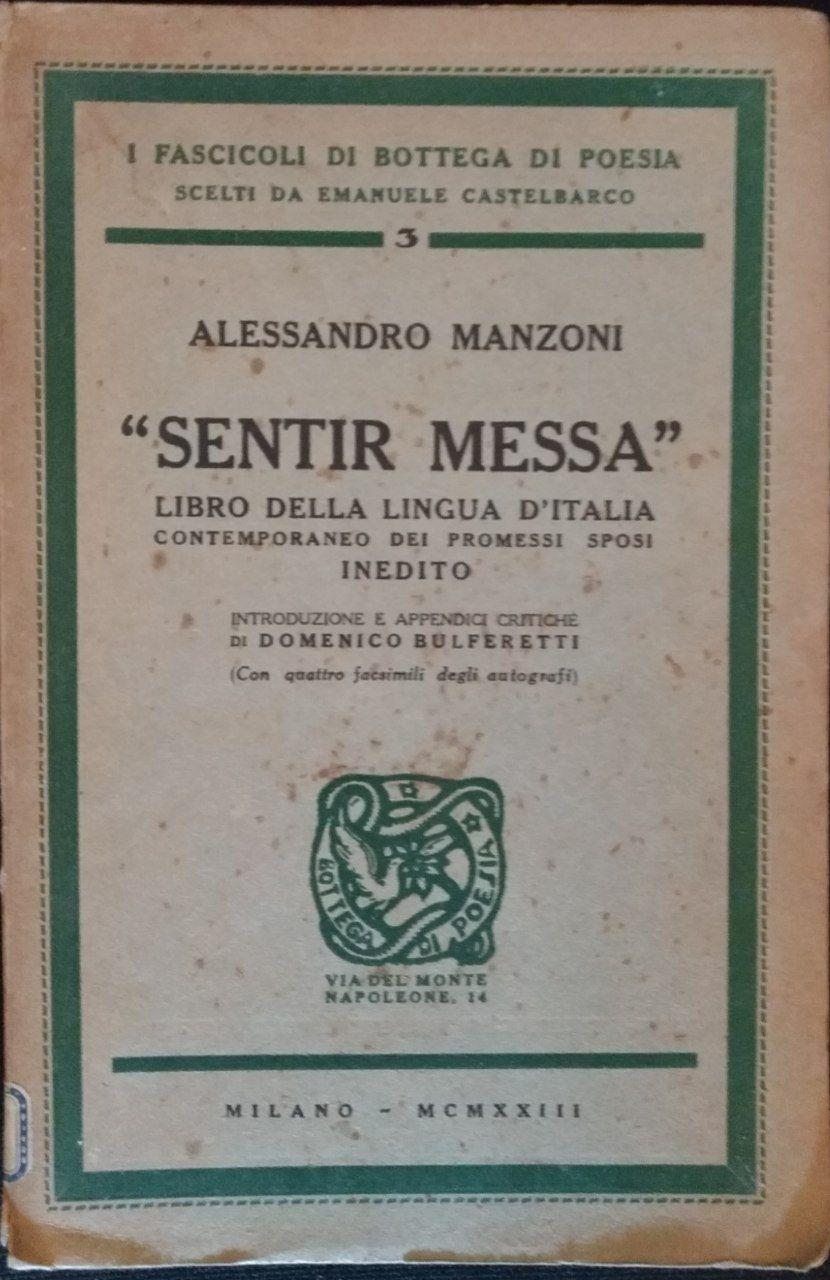 I FASCICOLI DI BOTTEGA DI POESIA
SCELTI DA EMANUELE CASTELBARCO
3
ALESSANDRO MANZONI
“SENTIR MESSA”
LIBRO DELLA LINGUA D'ITALIA
CONTEMPORANEO DEI PROMESSI SPOSI
INEDITO
INTRODUZIONE E APPENDICI CRITICHE
DI DOMENICO BULFERETTI
(Con quattro facsimili degli autografi)
BOTTEGA DI POESIA
VIA DEL MONTE
NAPOLEONE, 14
MILANO - MCMXXIII